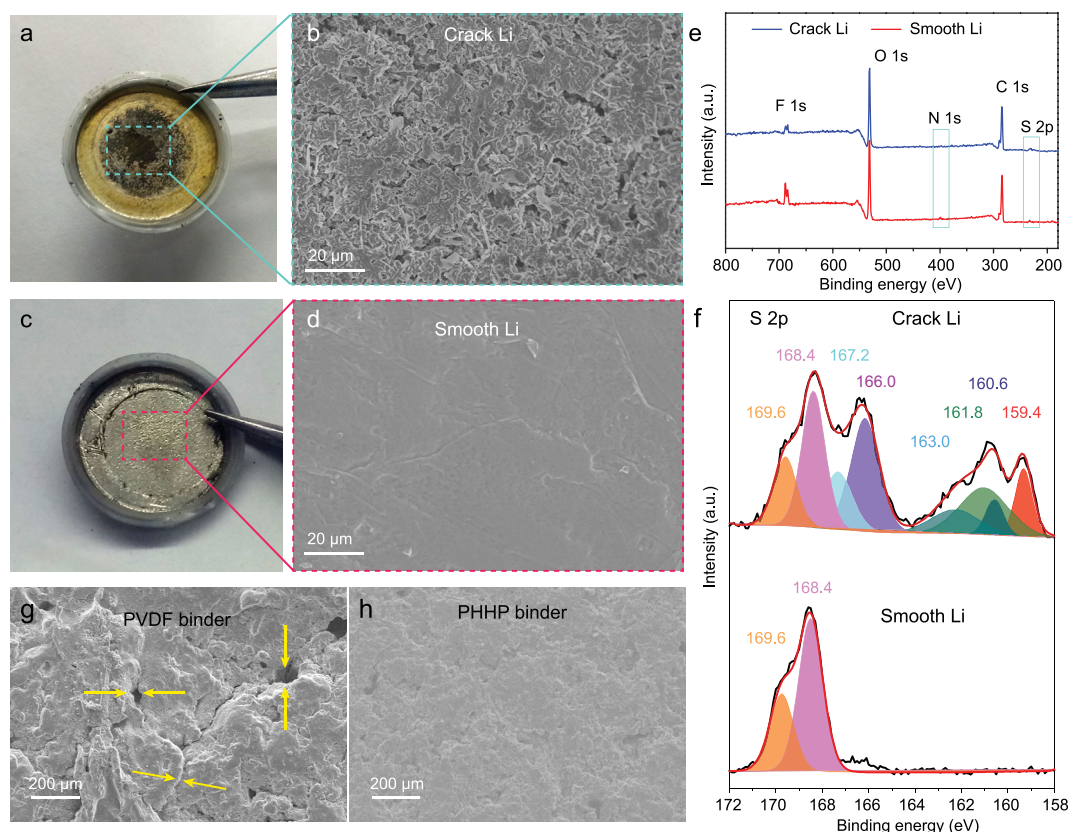 a
b
Crack Li
20 μm
c
d
Smooth Li
20 μm
e
Crack Li
Smooth Li
O 1s
F 1s
N 1s
C 1s
S 2p
Intensity (a.u.)
800 700 600 500 400 300 200
Binding energy (eV)
f
S 2p
Crack Li
168.4
167.2
166.0
169.6
163.0
161.8
160.6
159.4
Intensity (a.u.)
168.4
169.6
Smooth Li
172 170 168 166 164 162 160 158
Binding energy (eV)
g
PVDF binder
200 μm
h
PHHP binder
200 μm